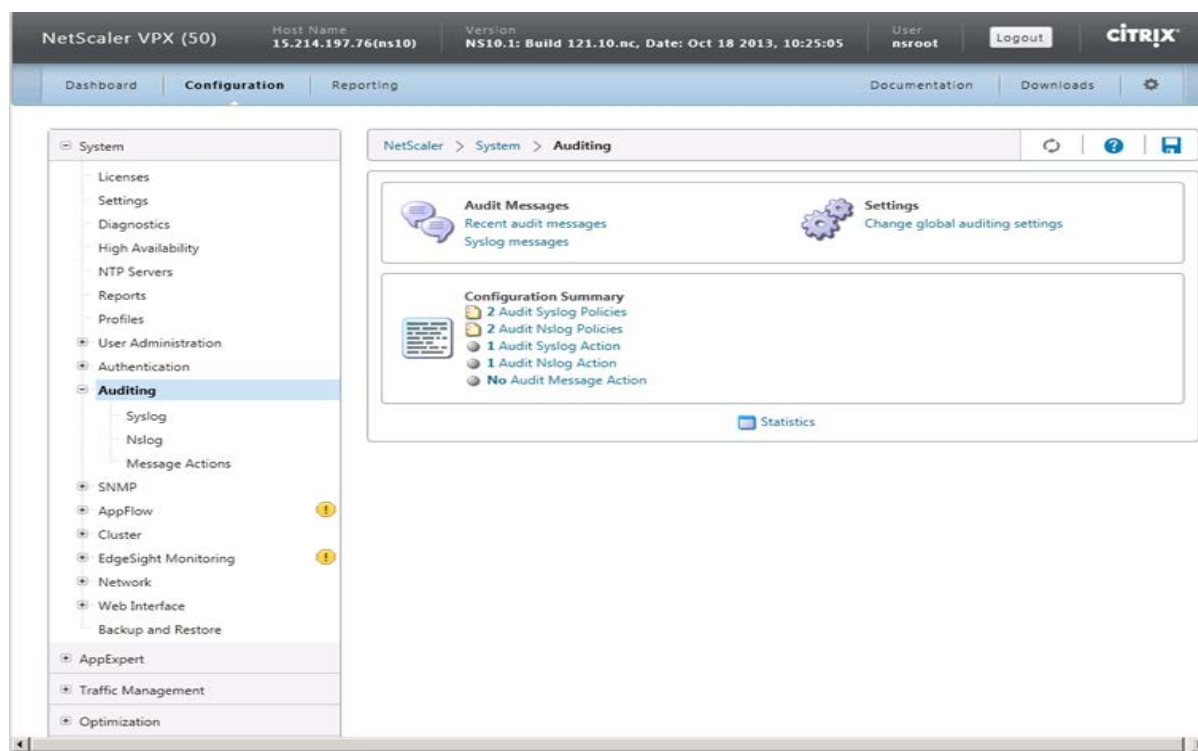 NetScaler VPX (50)
Host Name
15.214.197.76(ns10)
Version
NS10.1: Build 121.10.nc, Date: Oct 18 2013, 10:25:05
User
nsroot
Logout
CITRIX
Dashboard
Configuration
Reporting
Documentation
Downloads
System
Licenses
Settings
Diagnostics
High Availability
NTP Servers
Reports
Profiles
User Administration
Authentication
Auditing
Syslog
Nslog
Message Actions
SNMP
AppFlow
Cluster
EdgeSight Monitoring
Network
Web Interface
Backup and Restore
AppExpert
Traffic Management
Optimization
NetScaler > System > Auditing
Audit Messages
Recent audit messages
Syslog messages
Settings
Change global auditing settings
Configuration Summary
2 Audit Syslog Policies
2 Audit Nslog Policies
1 Audit Syslog Action
1 Audit Nslog Action
No Audit Message Action
Statistics